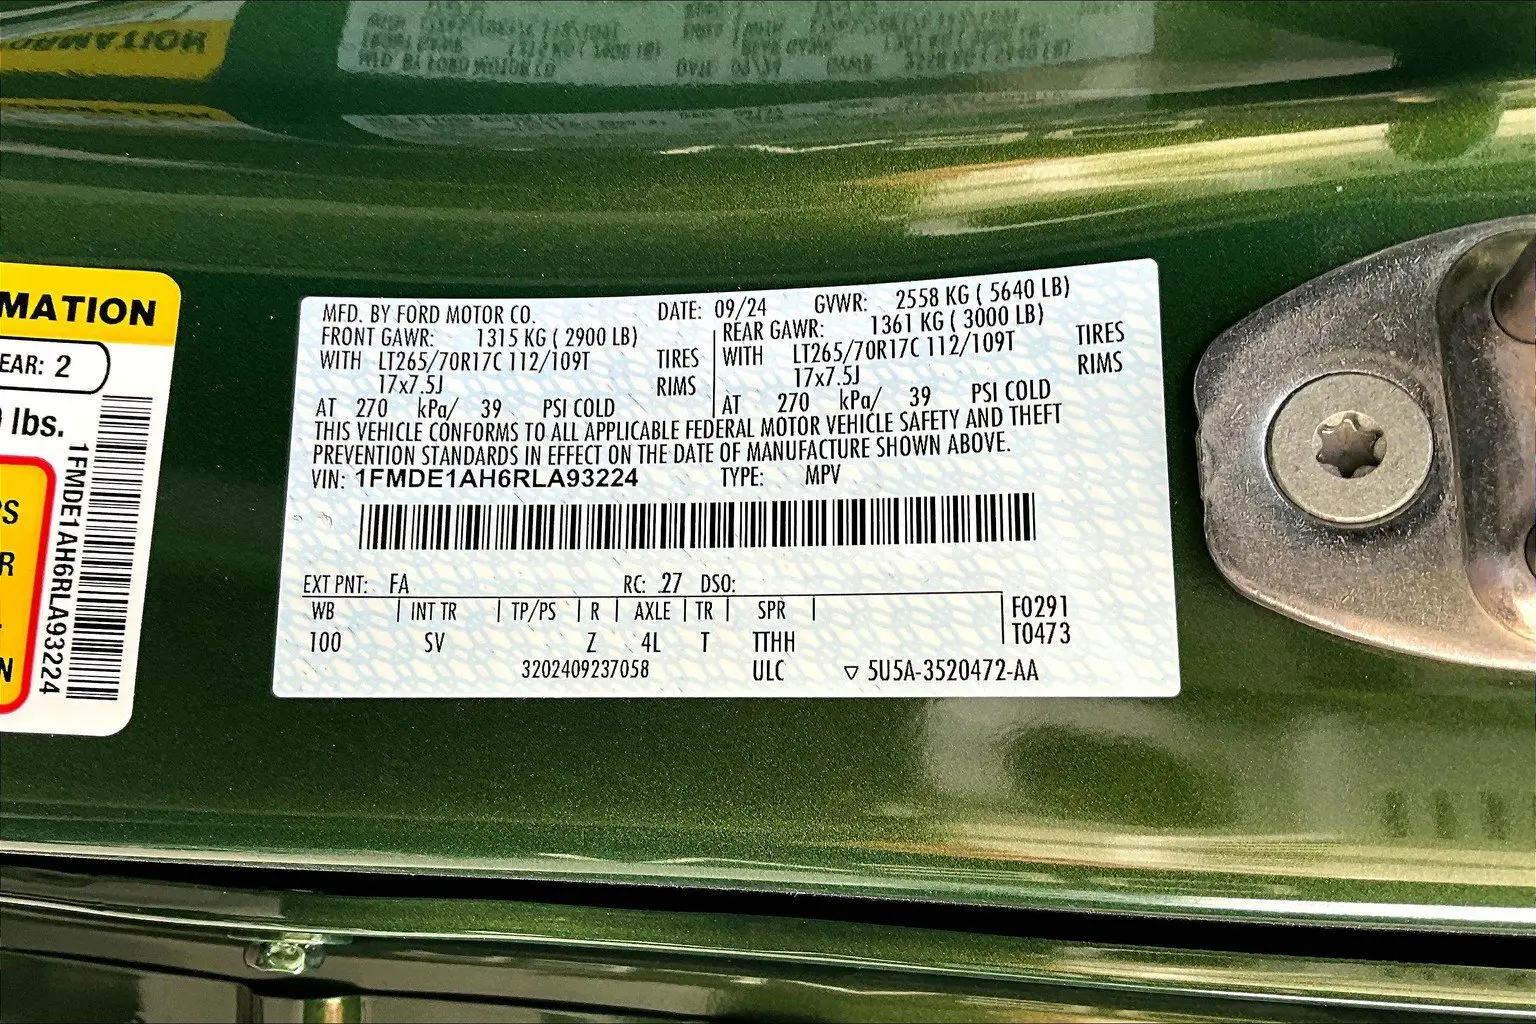 MATION
EAR: 2
lbs.
1FMDE1AH6RLA93224
MFD. BY FORD MOTOR CO. DATE: 09/24 GVWR: 2558 KG ( 5640 LB)
FRONT GAWR: 1315 KG ( 2900 LB) REAR GAWR: 1361 KG ( 3000 LB)
WITH LT265/70R17C 112/109T TIRES WITH LT265/70R17C 112/109T TIRES
17x7.5J RIMS 17x7.5J RIMS
AT 270 kPa/ 39 PSI COLD AT 270 kPa/ 39 PSI COLD
THIS VEHICLE CONFORMS TO ALL APPLICABLE FEDERAL MOTOR VEHICLE SAFETY AND THEFT
PREVENTION STANDARDS IN EFFECT ON THE DATE OF MANUFACTURE SHOWN ABOVE.
VIN: 1FMDE1AH6RLA93224 TYPE: MPV
EXT PNT: FA RC: 27 DSO:
WB | INT TR | TP/PS | R | AXLE | TR | SPR | F0291
100 SV Z 4L T TTHH T0473
3202409237058 ULC ▽ 5U5A-3520472-AA